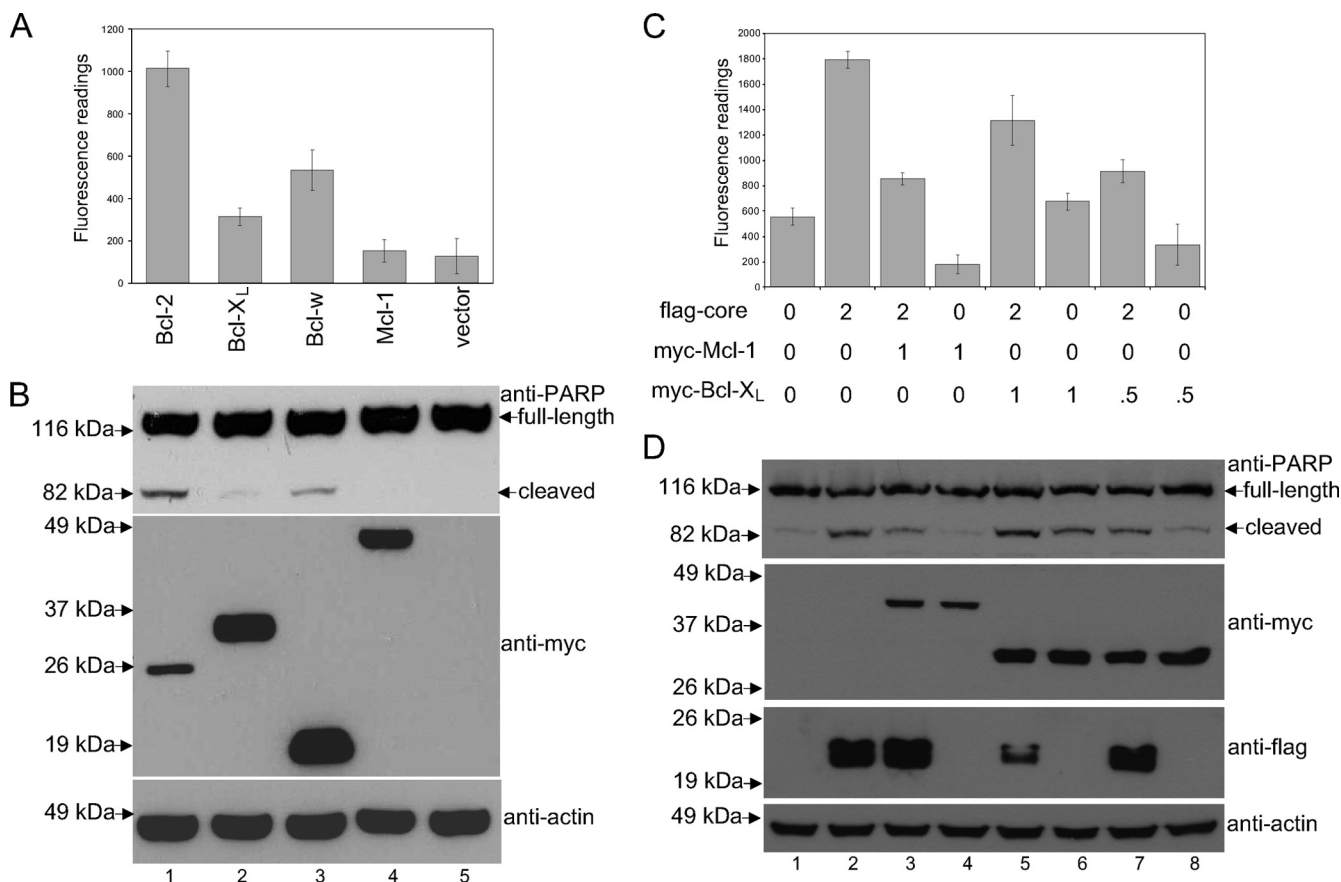 A
Fluorescence readings
1200
1000
800
600
400
200
0
Bcl-2
Bcl-XL
Bcl-w
Mcl-1
vector
B
anti-PARP
full-length
116 kDa
82 kDa
cleaved
49 kDa
37 kDa
anti-myc
26 kDa
19 kDa
49 kDa
anti-actin
1 2 3 4 5
C
Fluorescence readings
2000
1800
1600
1400
1200
1000
800
600
400
200
0
flag-core 0 2 2 0 2 0 2 0
myc-Mcl-1 0 0 1 1 0 0 0 0
myc-Bcl-XL 0 0 0 0 1 1 .5 .5
D
anti-PARP
116 kDa
full-length
82 kDa
cleaved
49 kDa
37 kDa
anti-myc
26 kDa
26 kDa
anti-flag
19 kDa
49 kDa
anti-actin
1 2 3 4 5 6 7 8